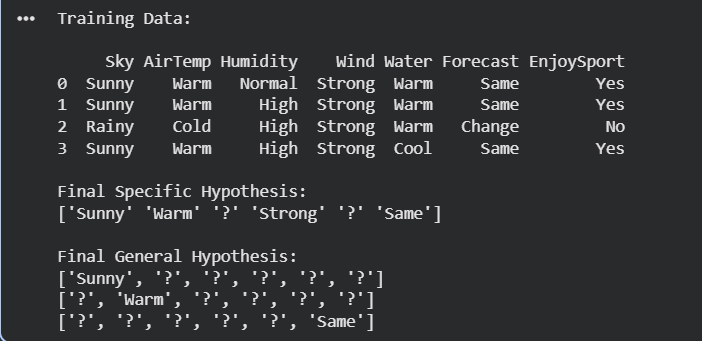 ••• Training Data:
Sky AirTemp Humidity Wind Water Forecast EnjoySport
0 Sunny Warm Normal Strong Warm Same Yes
1 Sunny Warm High Strong Warm Same Yes
2 Rainy Cold High Strong Warm Change No
3 Sunny Warm High Strong Cool Same Yes
Final Specific Hypothesis:
['Sunny' 'Warm' '?' 'Strong' '?' 'Same']
Final General Hypothesis:
['Sunny', '?', '?', '?', '?', '?']
['?', 'Warm', '?', '?', '?', '?']
['?', '?', '?', '?', '?', 'Same']